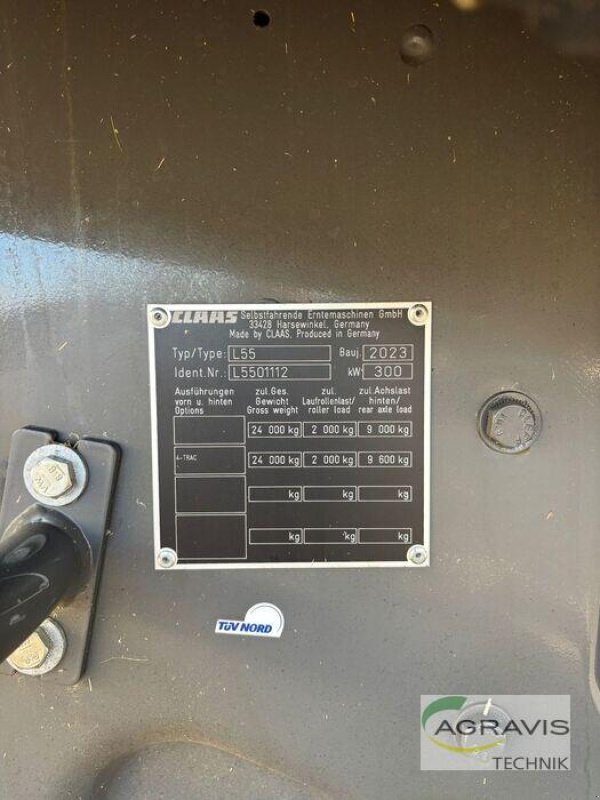 CLAAS Selbstfahrende Erntemaschinen GmbH
33428 Harsewinkel, Germany
Made by CLAAS, Produced in Germany
Typ/Type: L55 Bauj. 2023
Ident.Nr.: L5501112 kW 300
Ausführungen vorn u. hinten Options
zul.Ges. Gewicht Gross weight
zul. Laufrollenlast/ roller load
zul.Achslast hinten/ rear axle load
24 000 kg 2 000 kg 9 000 kg
4-TRAC 24 000 kg 2 000 kg 9 600 kg
kg kg kg
kg kg kg
TÜV NORD
AGRAVIS
TECHNIK